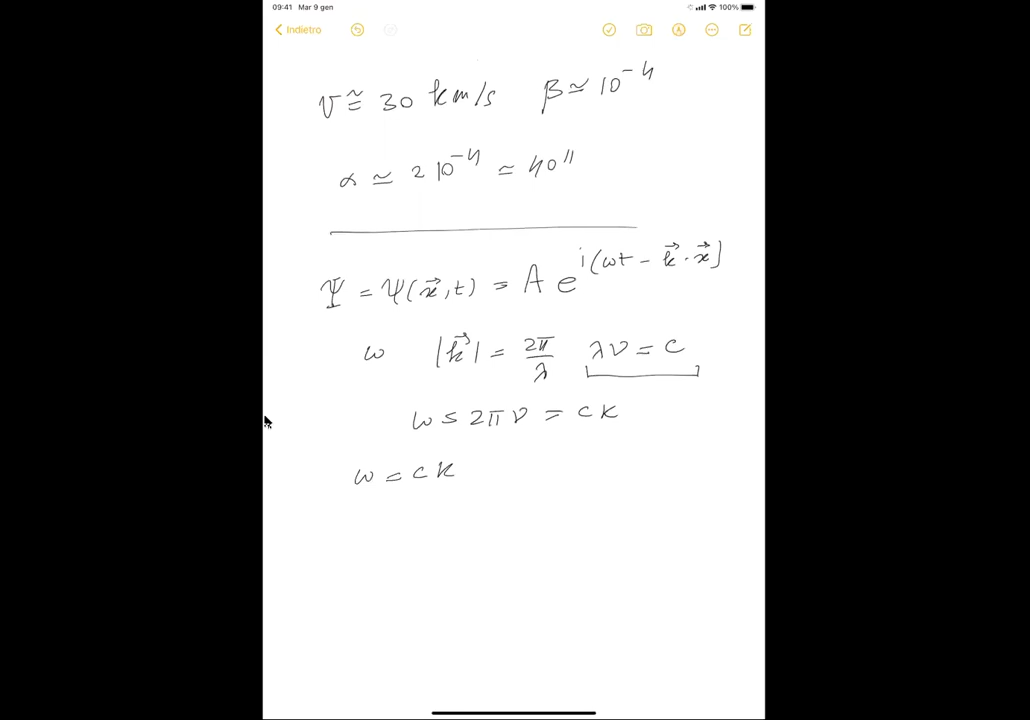 09:41 Mar 9 gen 100%
Indietro
v ≃ 30 km/s β ≃ 10⁻⁴
α ≃ 2 10⁻⁴ ≃ 40"
Ψ = Ψ(x⃗,t) = A e^{i(ωt - k⃗·x⃗)}
ω |k⃗| = 2π/λ λν = c
ω = 2πν = ck
ω = ck